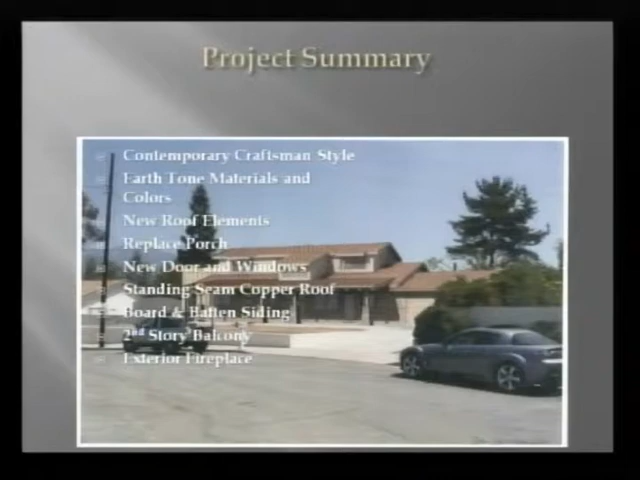 Project Summary
Contemporary Craftsman Style
Earth Tone Materials and
Colors
New Roof Elements
Replace Porch
New Door and Windows
Standing Seam Copper Roof
Board & Batten Siding
2nd Story Balcony
Exterior Fireplace